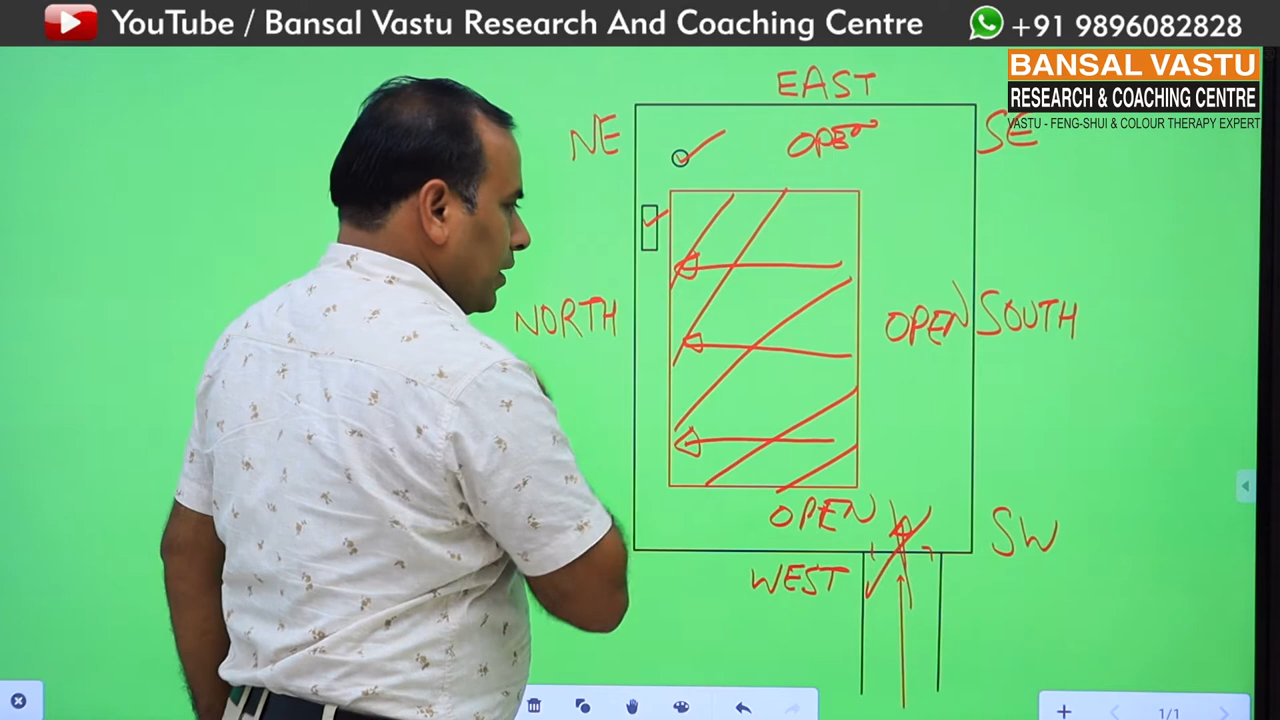 YouTube / Bansal Vastu Research And Coaching Centre
+91 9896082828
BANSAL VASTU
RESEARCH & COACHING CENTRE
VASTU - FENG-SHUI & COLOUR THERAPY EXPERT
EAST
NE
OPEN
SE
NORTH
OPEN
SOUTH
OPEN
SW
WEST
1/1